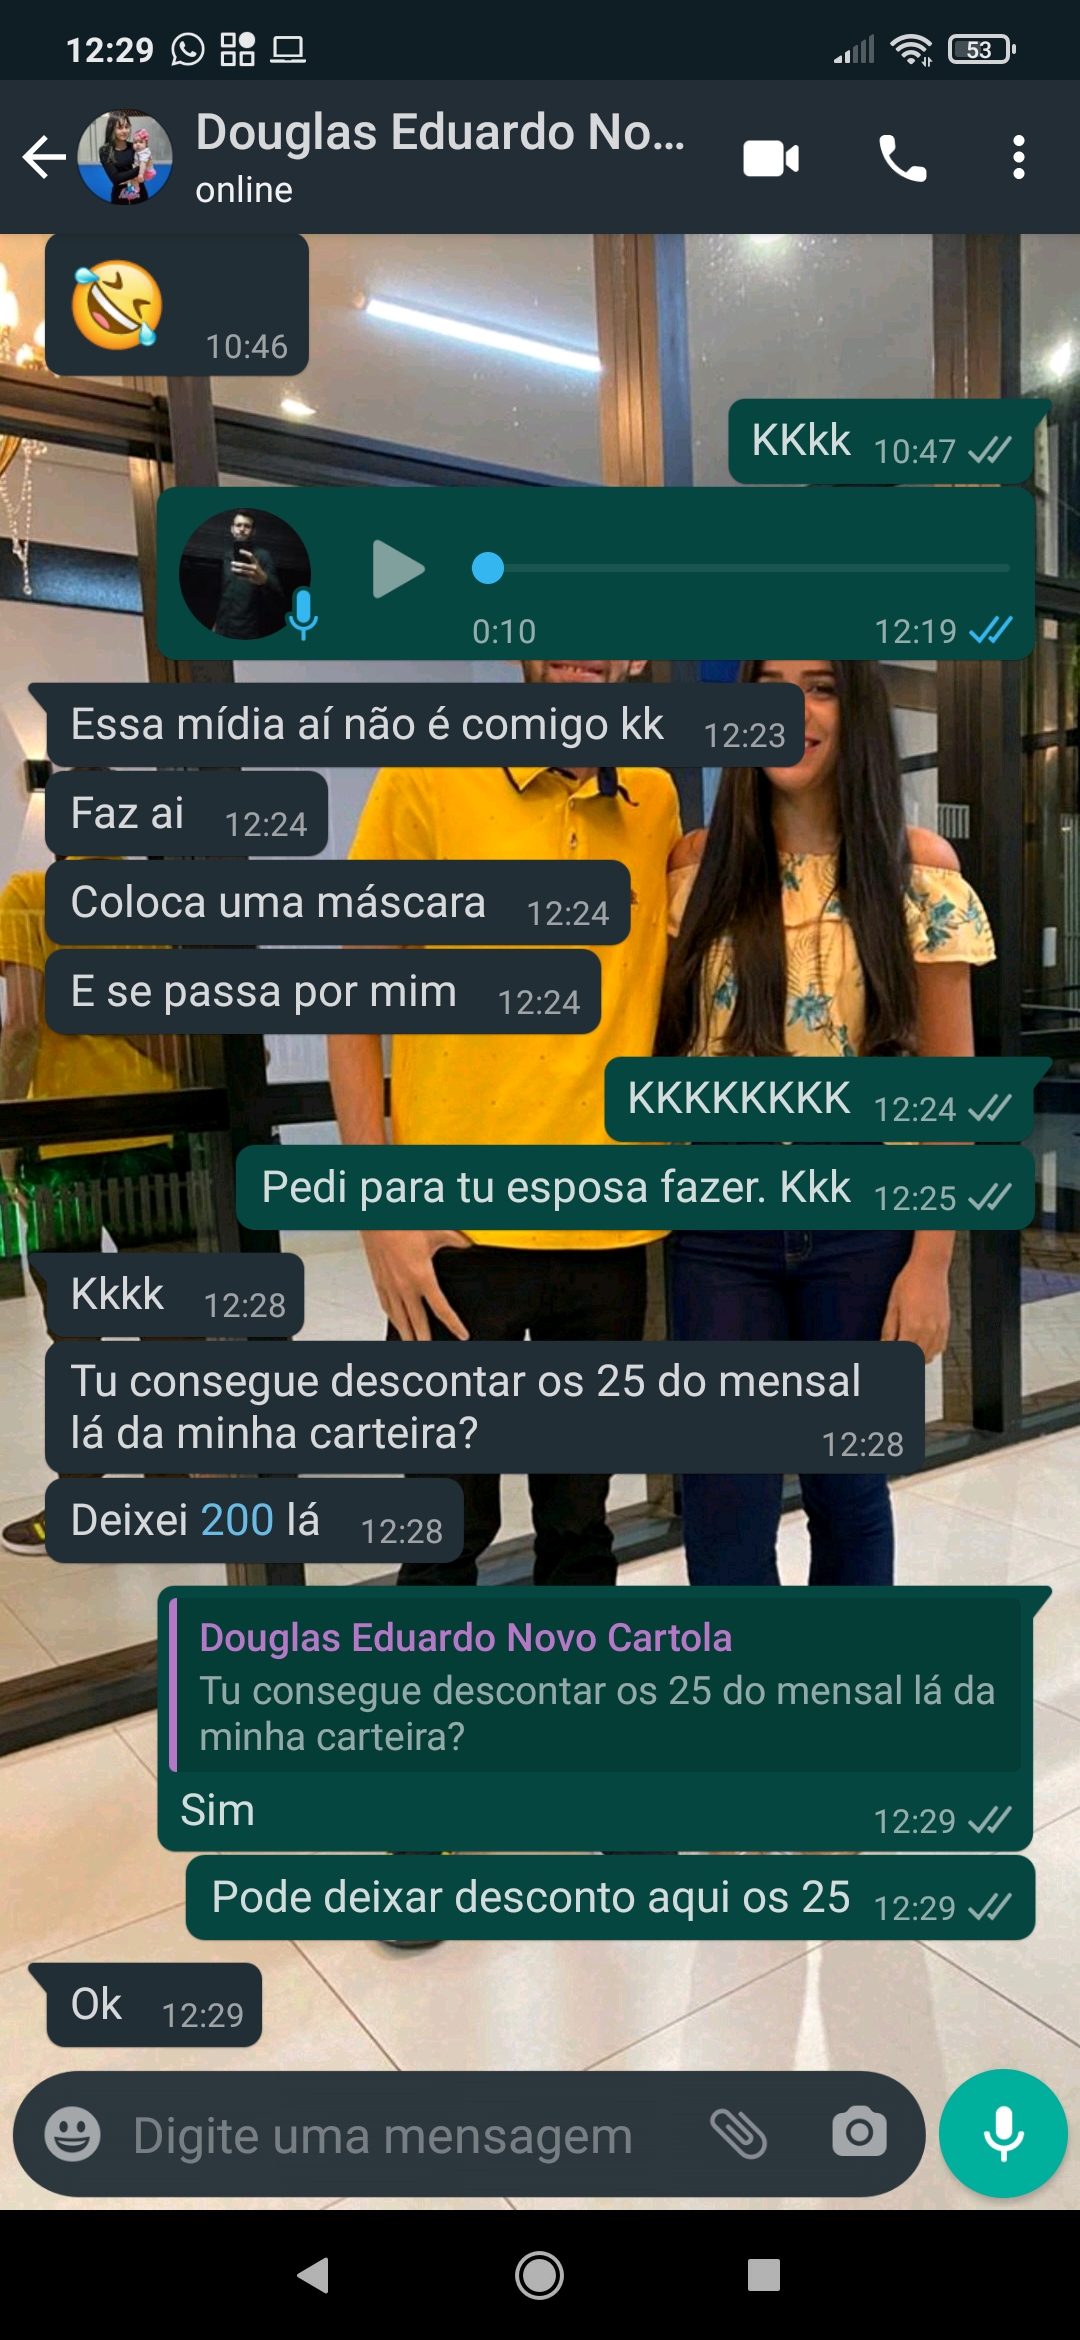 12:29
53
Douglas Eduardo No...
online
10:46
KKkk 10:47
0:10 12:19
Essa mídia aí não é comigo kk 12:23
Faz ai 12:24
Coloca uma máscara 12:24
E se passa por mim 12:24
KKKKKKKK 12:24
Pedi para tu esposa fazer. Kkk 12:25
Kkkk 12:28
Tu consegue descontar os 25 do mensal
lá da minha carteira? 12:28
Deixei 200 lá 12:28
Douglas Eduardo Novo Cartola
Tu consegue descontar os 25 do mensal lá da
minha carteira?
Sim 12:29
Pode deixar desconto aqui os 25 12:29
Ok 12:29
Digite uma mensagem